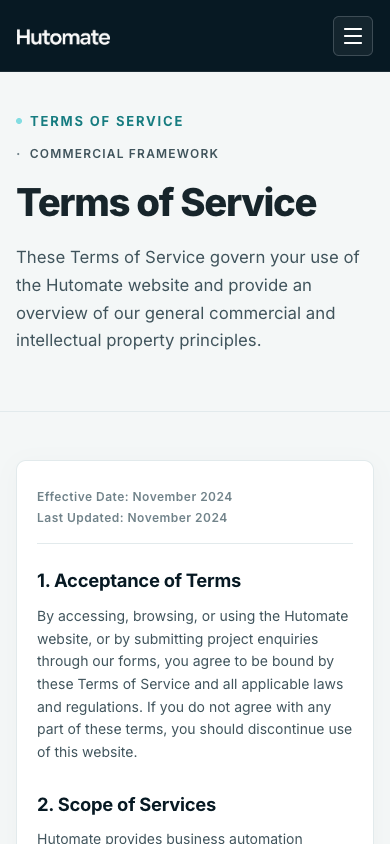 Hutomate
TERMS OF SERVICE
· COMMERCIAL FRAMEWORK
Terms of Service
These Terms of Service govern your use of
the Hutomate website and provide an
overview of our general commercial and
intellectual property principles.
Effective Date: November 2024
Last Updated: November 2024
1. Acceptance of Terms
By accessing, browsing, or using the Hutomate
website, or by submitting project enquiries
through our forms, you agree to be bound by
these Terms of Service and all applicable laws
and regulations. If you do not agree with any
part of these terms, you should discontinue use
of this website.
2. Scope of Services
Hutomate provides business automation